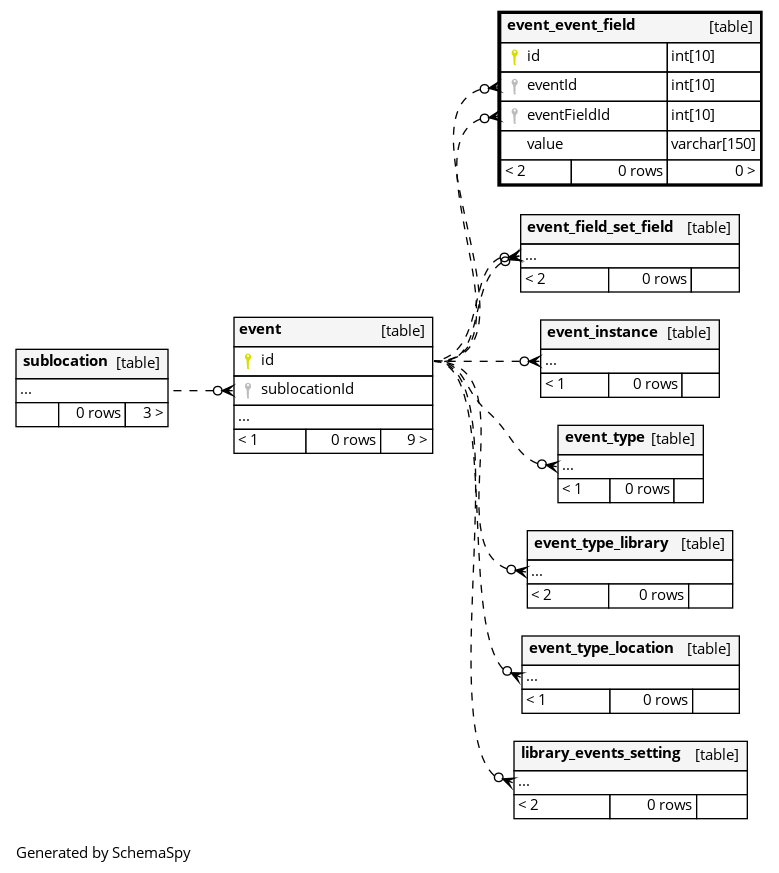 event_event_field [table]
id int[10]
eventId int[10]
eventFieldId int[10]
value varchar[150]
< 2 0 rows 0 >
event_field_set_field [table]
...
< 2 0 rows
event_instance [table]
...
< 1 0 rows
event [table]
id
sublocationId
...
< 1 0 rows 9 >
sublocation [table]
...
0 rows 3 >
event_type [table]
...
< 1 0 rows
event_type_library [table]
...
< 2 0 rows
event_type_location [table]
...
< 1 0 rows
library_events_setting [table]
...
< 2 0 rows
Generated by SchemaSpy